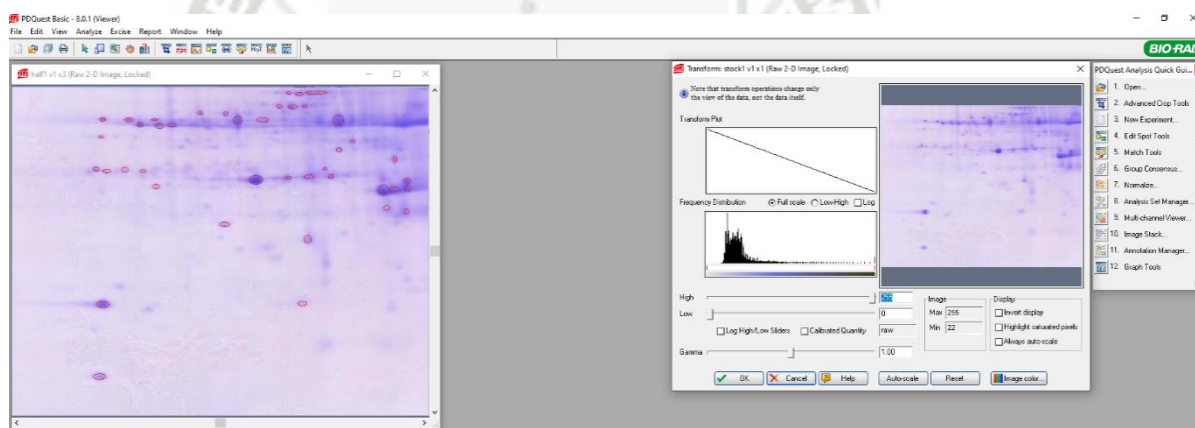 PDQuest Basic - 8.0.1 (Viewer)
File Edit View Analyze Excise Report Window Help
BIO-RAD
half1 v1 x3 (Raw 2-D Image, Locked)
Transform: stock1 v1 x1 (Raw 2-D Image, Locked)
Note that transform operations change only
the view of the data, not the data itself.
Transform Plot
Frequency Distribution Full scale Low-High Log
High 255
Low 0
Log High/Low Sliders Calibrated Quantity raw
Gamma 1.00
Image
Max 255
Min 22
Display
Invert display
Highlight saturated pixels
Always auto-scale
OK Cancel Help Auto-scale Reset Image color...
PDQuest Analysis Quick Gui...
1. Open...
2. Advanced Crop Tools
3. New Experiment...
4. Edit Spot Tools
5. Match Tools
6. Group Consensus...
7. Normalize...
8. Analysis Set Manager...
9. Multi-channel Viewer...
10. Image Stack...
11. Annotation Manager...
12. Graph Tools